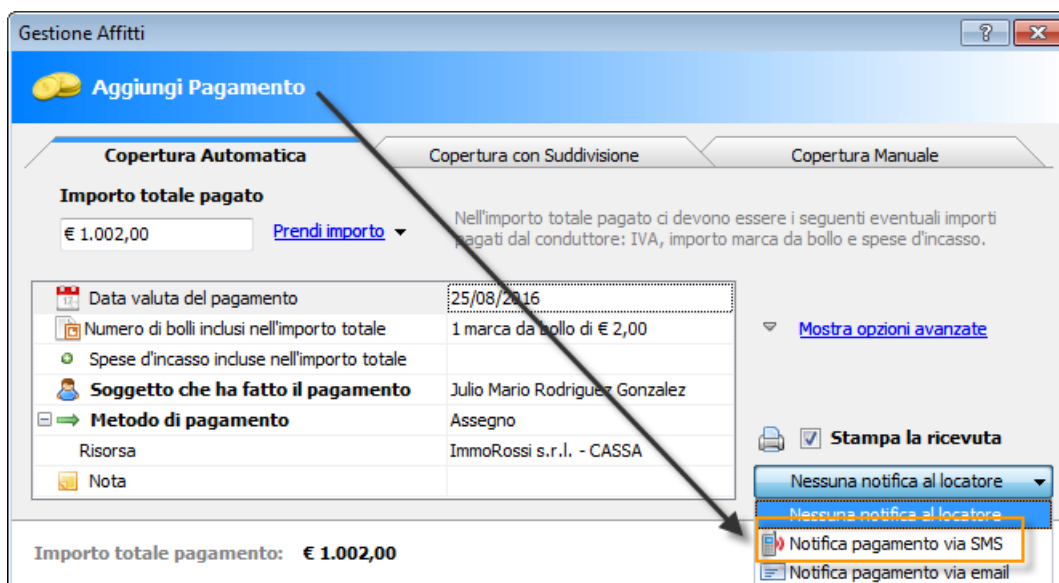 Gestione Affitti
Aggiungi Pagamento
Copertura Automatica
Copertura con Suddivisione
Copertura Manuale
Importo totale pagato
€ 1.002,00
Prendi importo
Nell'importo totale pagato ci devono essere i seguenti eventuali importi
pagati dal conduttore: IVA, importo marca da bollo e spese d'incasso.
Data valuta del pagamento 25/08/2016
Numero di bolli inclusi nell'importo totale 1 marca da bollo di € 2,00
Spese d'incasso incluse nell'importo totale
Soggetto che ha fatto il pagamento Julio Mario Rodriguez Gonzalez
Metodo di pagamento Assegno
Risorsa ImmoRossi s.r.l. - CASSA
Nota
Mostra opzioni avanzate
Stampa la ricevuta
Nessuna notifica al locatore
Nessuna notifica al locatore
Notifica pagamento via SMS
Notifica pagamento via email
Importo totale pagamento: € 1.002,00